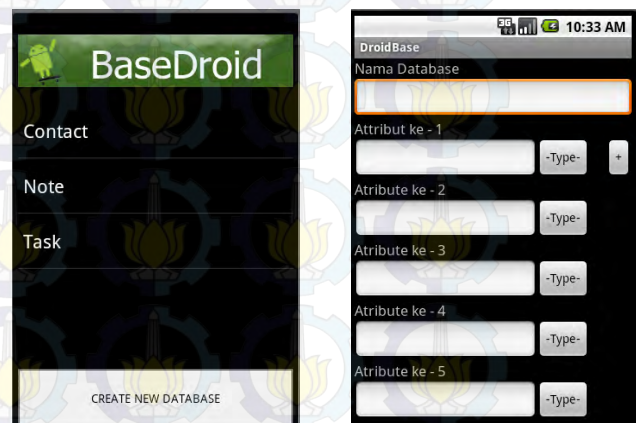 BaseDroid
Contact
Note
Task
CREATE NEW DATABASE
3G 10:33 AM
DroidBase
Nama Database
Attribut ke - 1
-Type- +
Atribute ke - 2
-Type-
Atribute ke - 3
-Type-
Atribute ke - 4
-Type-
Atribute ke - 5
-Type-